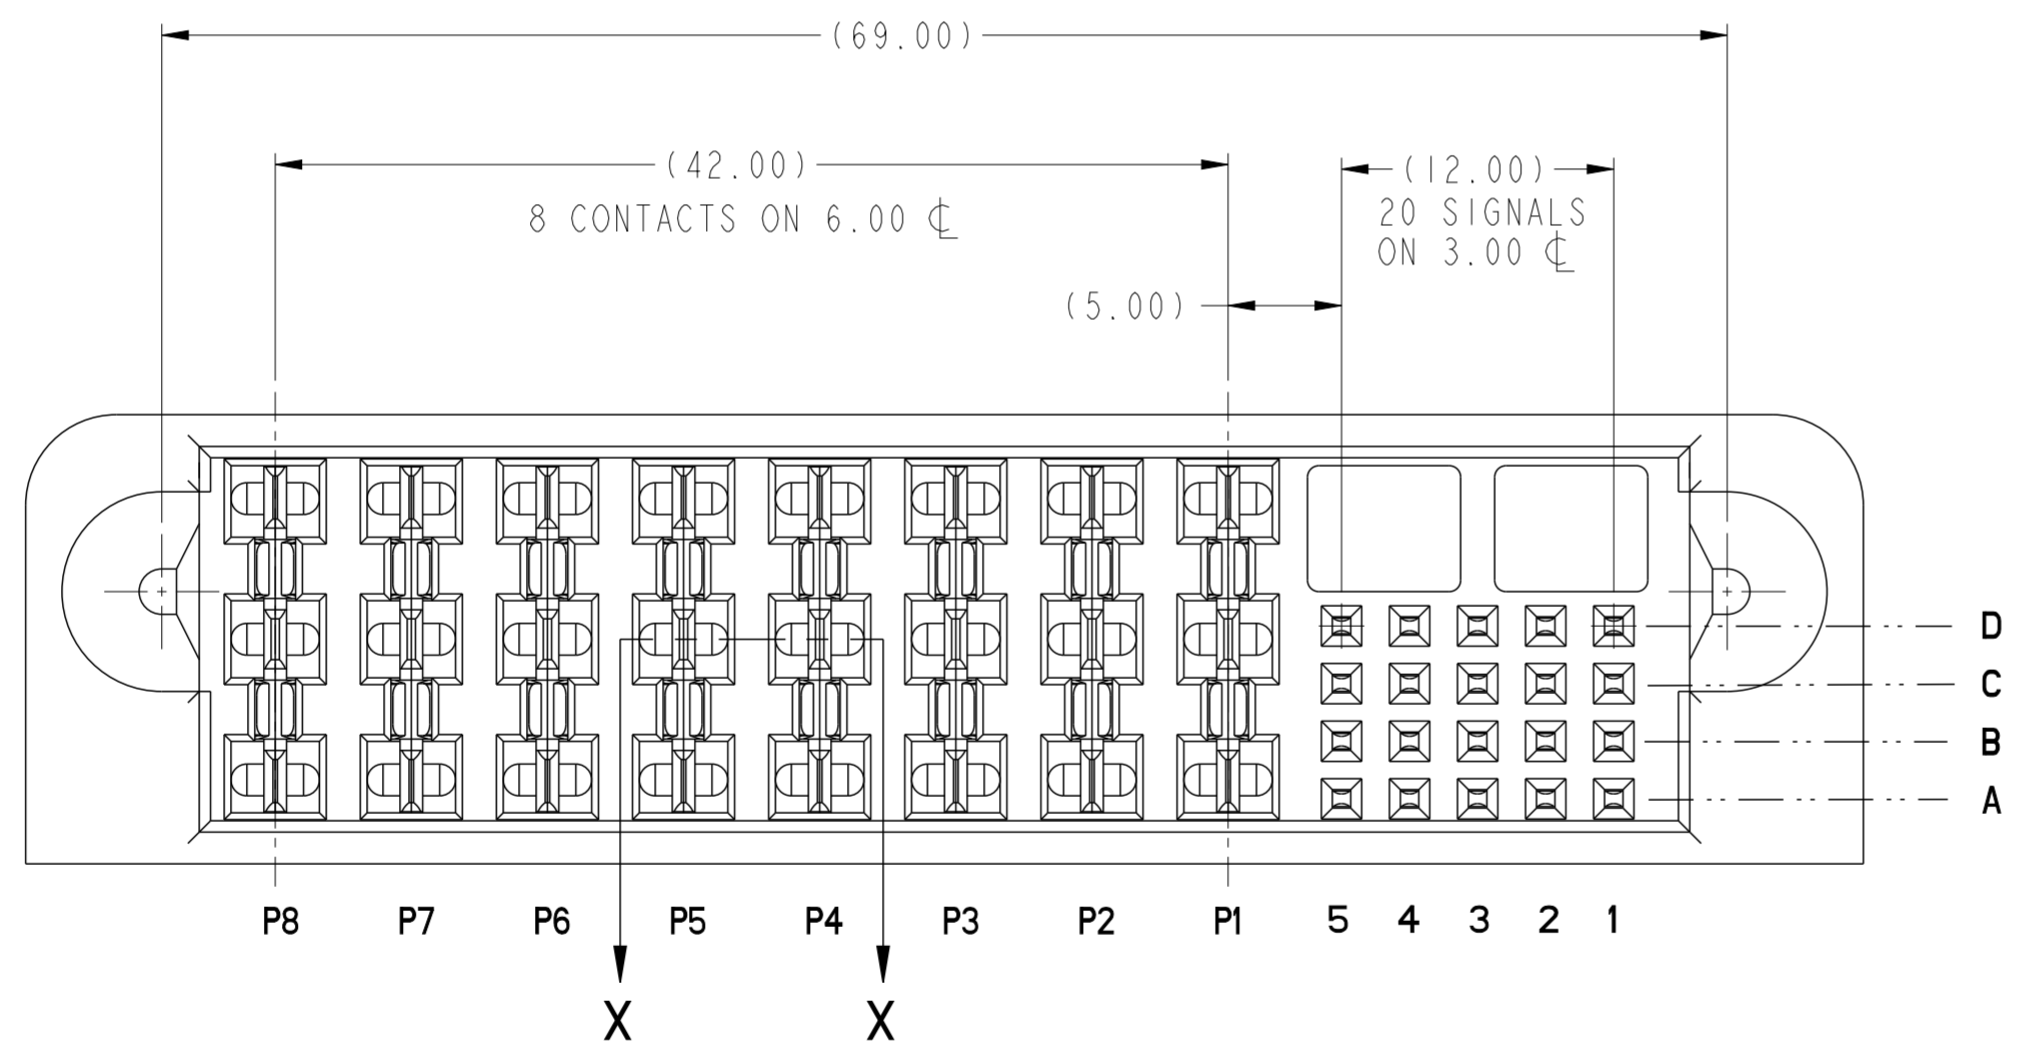 (69.00)
(42.00)
8 CONTACTS ON 6.00 ℄
(12.00)
20 SIGNALS
ON 3.00 ℄
(5.00)
D
C
B
A
P8 P7 P6 P5 P4 P3 P2 P1 5 4 3 2 1
X X